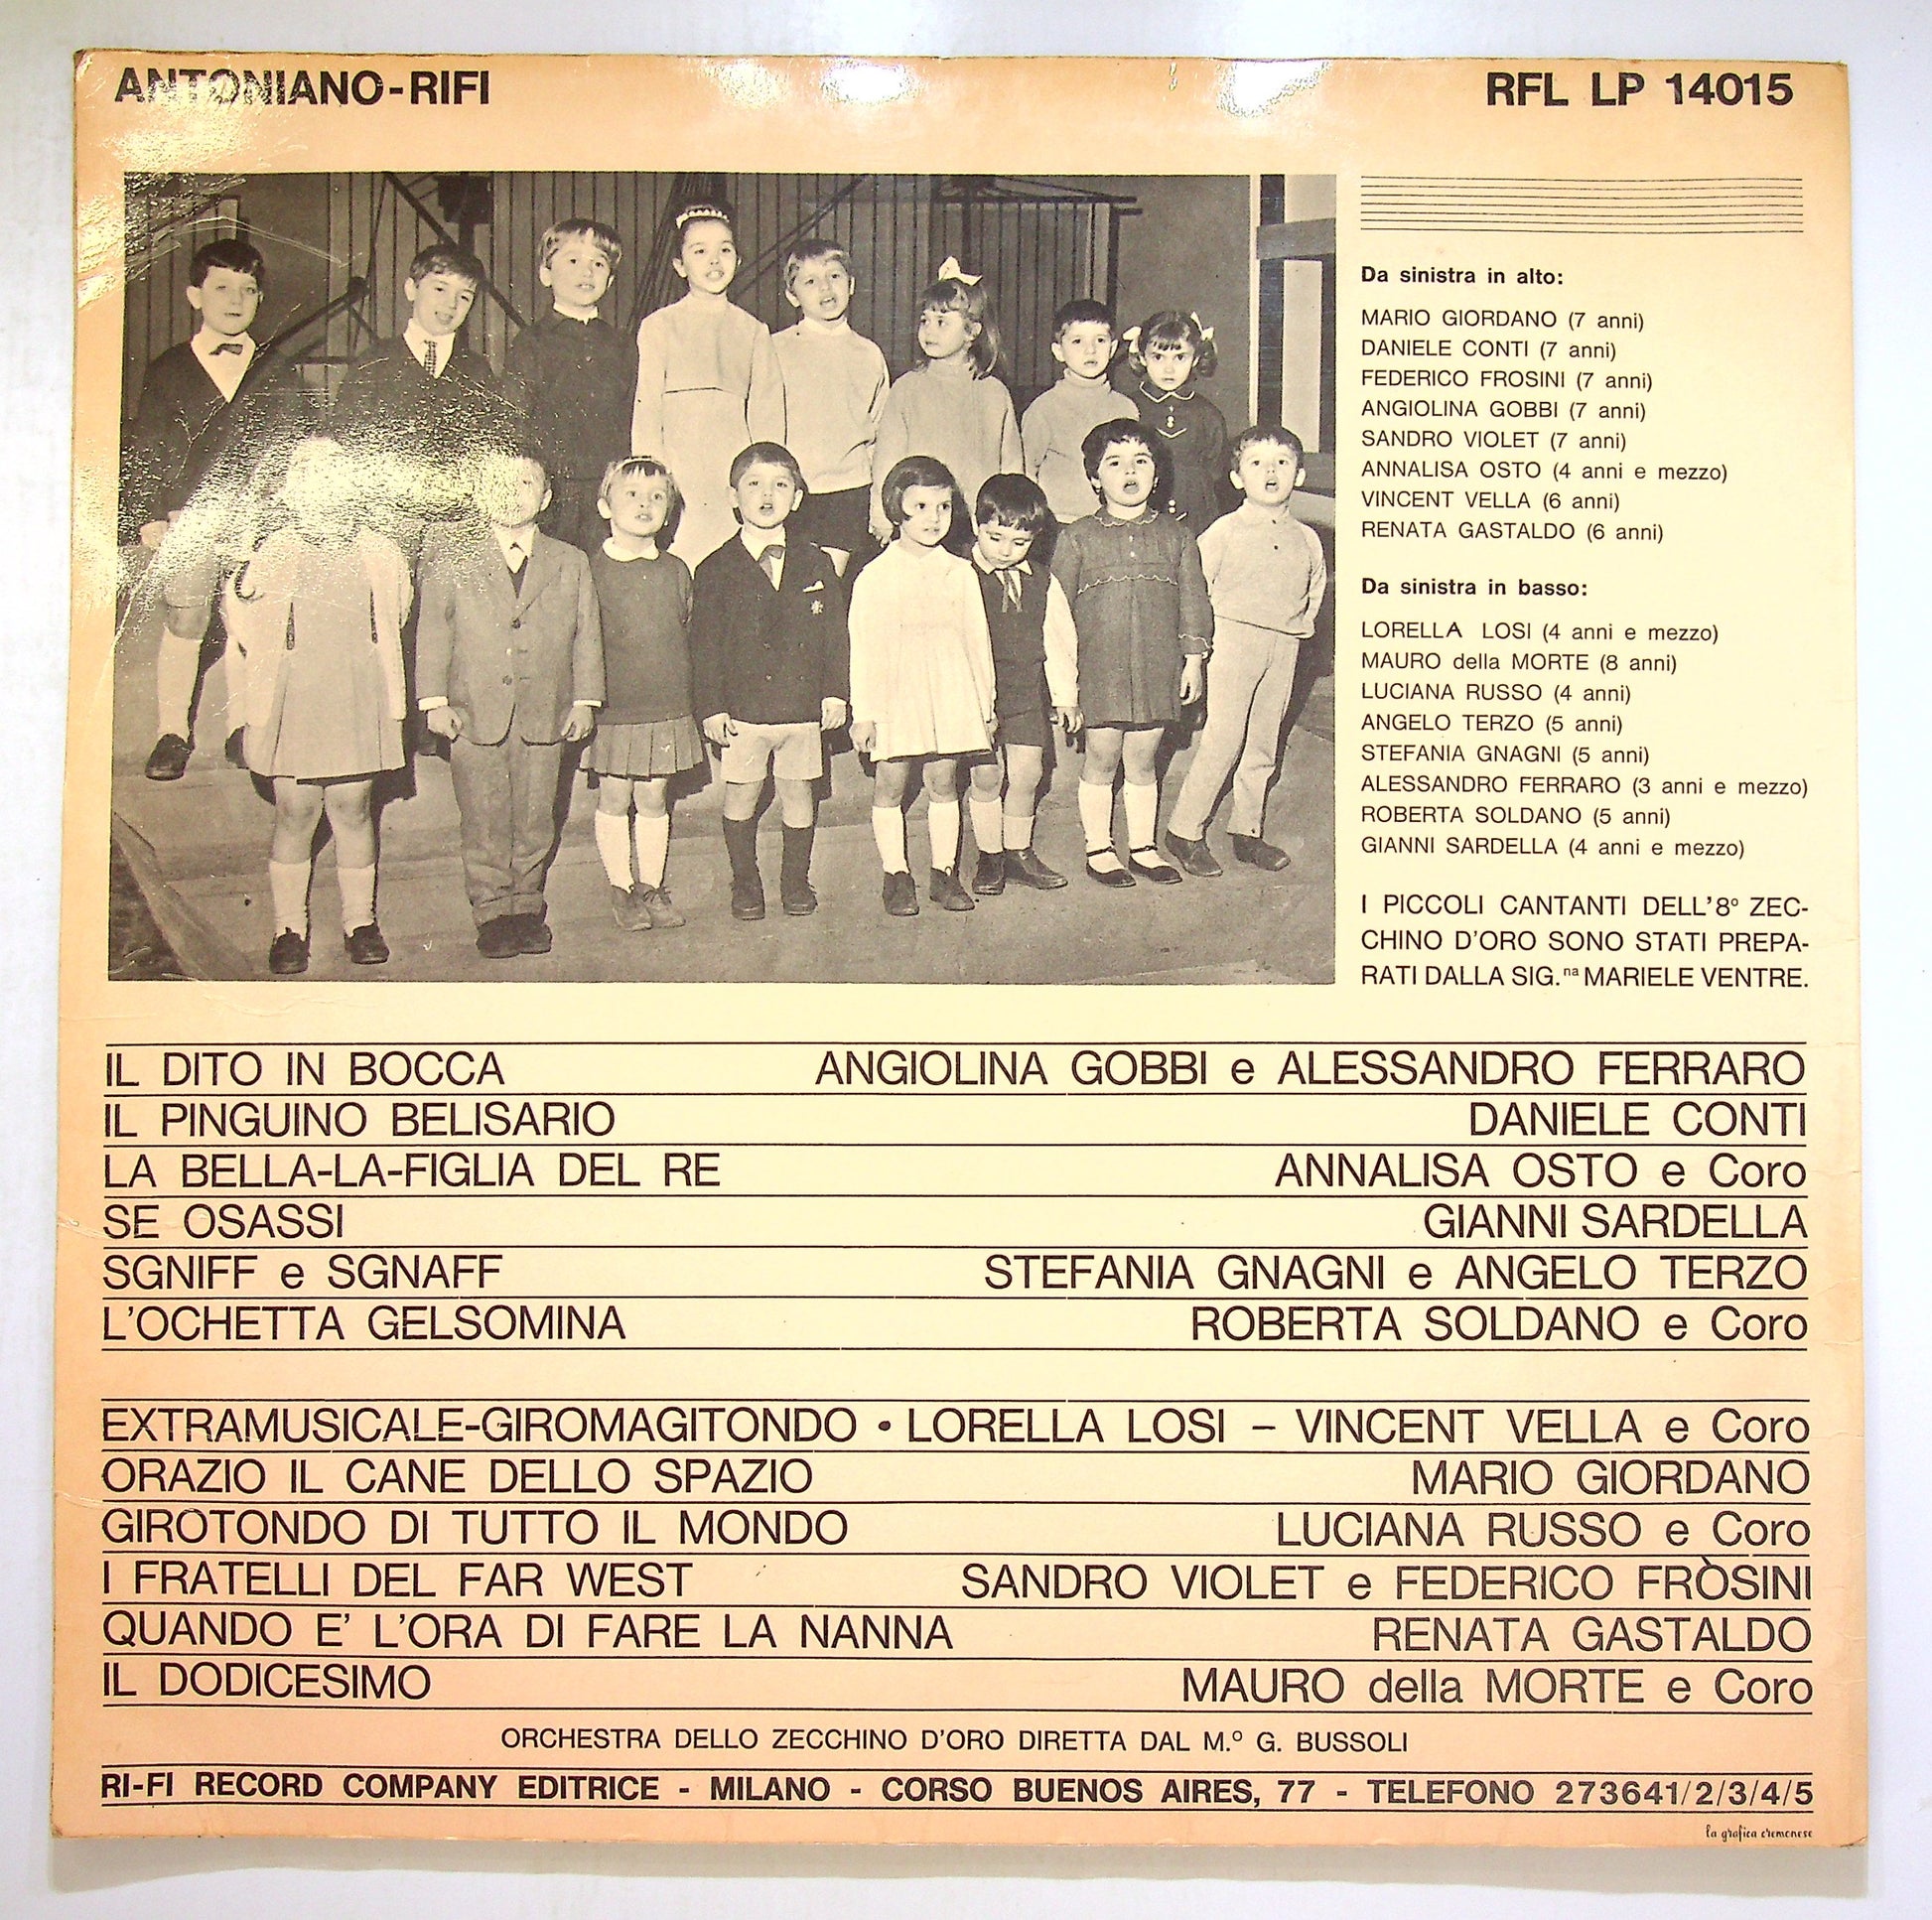 ANTONIANO-RIFI RFL LP 14015
Da sinistra in alto:
MARIO GIORDANO (7 anni)
DANIELE CONTI (7 anni)
FEDERICO FROSINI (7 anni)
ANGIOLINA GOBBI (7 anni)
SANDRO VIOLET (7 anni)
ANNALISA OSTO (4 anni e mezzo)
VINCENT VELLA (6 anni)
RENATA GASTALDO (6 anni)
Da sinistra in basso:
LORELLA LOSI (4 anni e mezzo)
MAURO della MORTE (8 anni)
LUCIANA RUSSO (4 anni)
ANGELO TERZO (5 anni)
STEFANIA GNAGNI (5 anni)
ALESSANDRO FERRARO (3 anni e mezzo)
ROBERTA SOLDANO (5 anni)
GIANNI SARDELLA (4 anni e mezzo)
I PICCOLI CANTANTI DELL'8º ZEC-
CHINO D'ORO SONO STATI PREPA-
RATI DALLA SIG.na MARIELE VENTRE.
IL DITO IN BOCCA ANGIOLINA GOBBI e ALESSANDRO FERRARO
IL PINGUINO BELISARIO DANIELE CONTI
LA BELLA-LA-FIGLIA DEL RE ANNALISA OSTO e Coro
SE OSASSI GIANNI SARDELLA
SGNIFF e SGNAFF STEFANIA GNAGNI e ANGELO TERZO
L'OCHETTA GELSOMINA ROBERTA SOLDANO e Coro
EXTRAMUSICALE-GIROMAGITONDO • LORELLA LOSI – VINCENT VELLA e Coro
ORAZIO IL CANE DELLO SPAZIO MARIO GIORDANO
GIROTONDO DI TUTTO IL MONDO LUCIANA RUSSO e Coro
I FRATELLI DEL FAR WEST SANDRO VIOLET e FEDERICO FRÒSINI
QUANDO E' L'ORA DI FARE LA NANNA RENATA GASTALDO
IL DODICESIMO MAURO della MORTE e Coro
ORCHESTRA DELLO ZECCHINO D'ORO DIRETTA DAL M.º G. BUSSOLI
RI-FI RECORD COMPANY EDITRICE - MILANO - CORSO BUENOS AIRES, 77 - TELEFONO 273641/2/3/4/5
la grafica cremonese